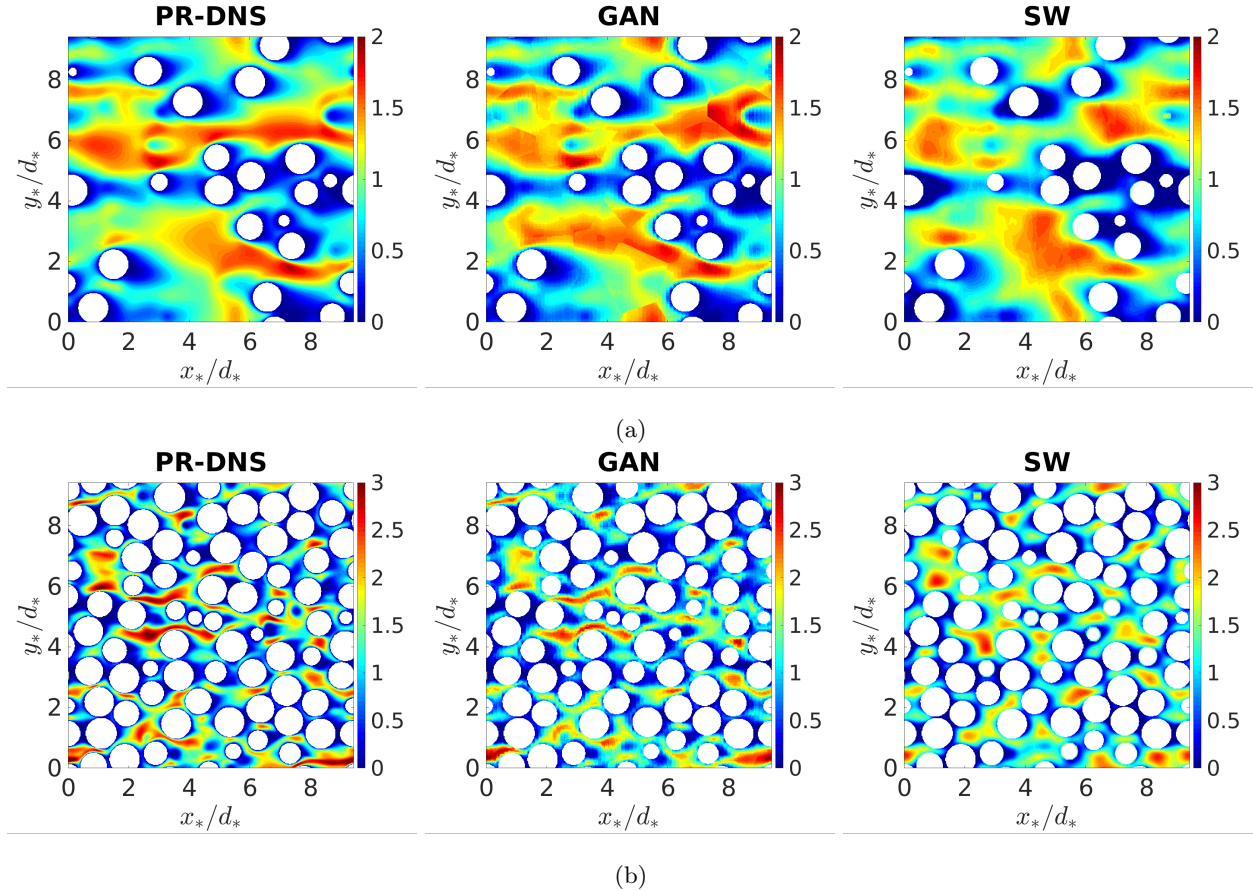 PR-DNS GAN SW
8 6 4 2 0 2 1.5 1 0.5 0 8 6 4 2 0 2 1.5 1 0.5 0 8 6 4 2 0 2 1.5 1 0.5 0
y*/d* y*/d* y*/d*
0 2 4 6 8 0 2 4 6 8 0 2 4 6 8
x*/d* x*/d* x*/d*
(a)
PR-DNS GAN SW
8 6 4 2 0 3 2.5 2 1.5 1 0.5 0 8 6 4 2 0 3 2.5 2 1.5 1 0.5 0 8 6 4 2 0 3 2.5 2 1.5 1 0.5 0
y*/d* y*/d* y*/d*
0 2 4 6 8 0 2 4 6 8 0 2 4 6 8
x*/d* x*/d* x*/d*
(b)